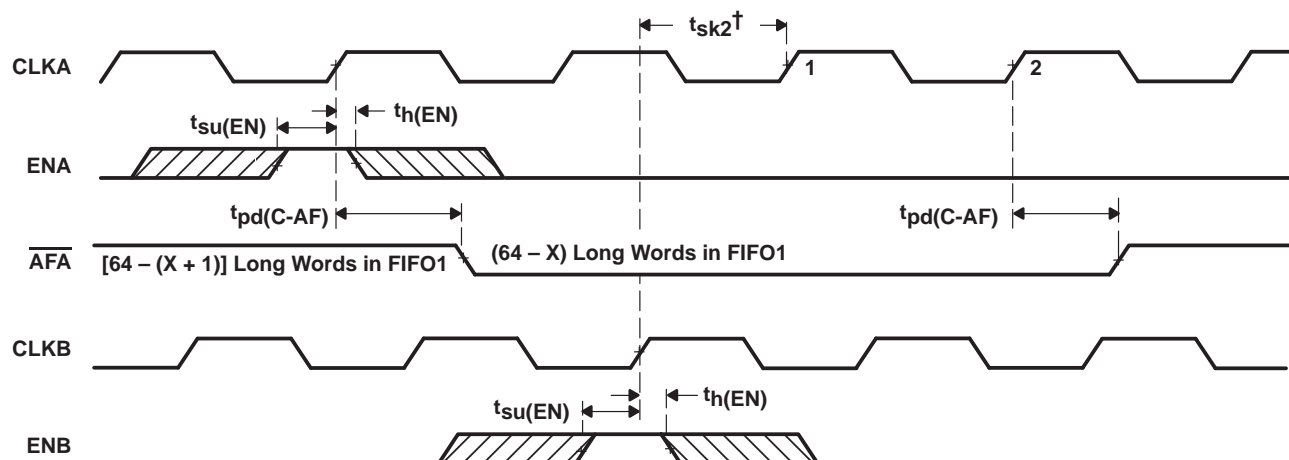 tsk2†
CLKA
1
2
tsu(EN)
th(EN)
ENA
tpd(C-AF)
tpd(C-AF)
AFA
[64 – (X + 1)] Long Words in FIFO1
(64 – X) Long Words in FIFO1
CLKB
tsu(EN)
th(EN)
ENB